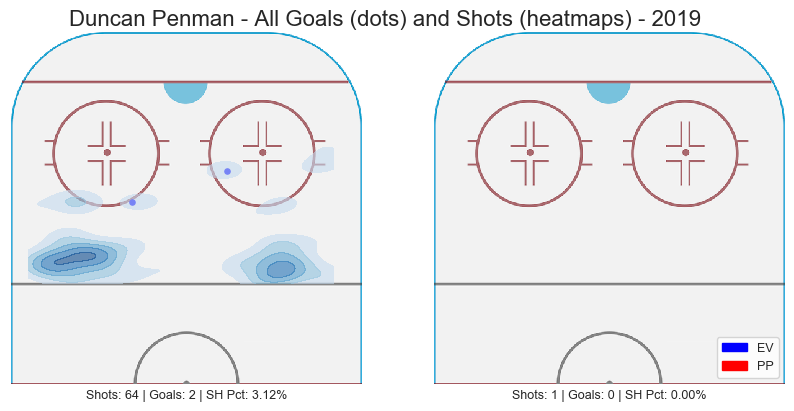 Duncan Penman - All Goals (dots) and Shots (heatmaps) - 2019
EV
PP
Shots: 64 | Goals: 2 | SH Pct: 3.12%
Shots: 1 | Goals: 0 | SH Pct: 0.00%